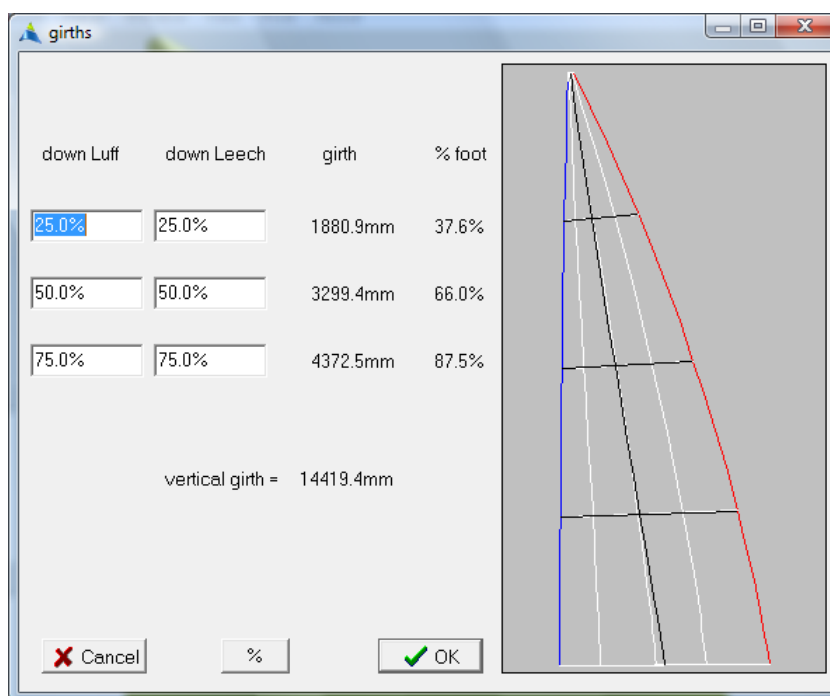 girths
down Luff down Leech girth % foot
25.0% 25.0% 1880.9mm 37.6%
50.0% 50.0% 3299.4mm 66.0%
75.0% 75.0% 4372.5mm 87.5%
vertical girth = 14419.4mm
Cancel % OK